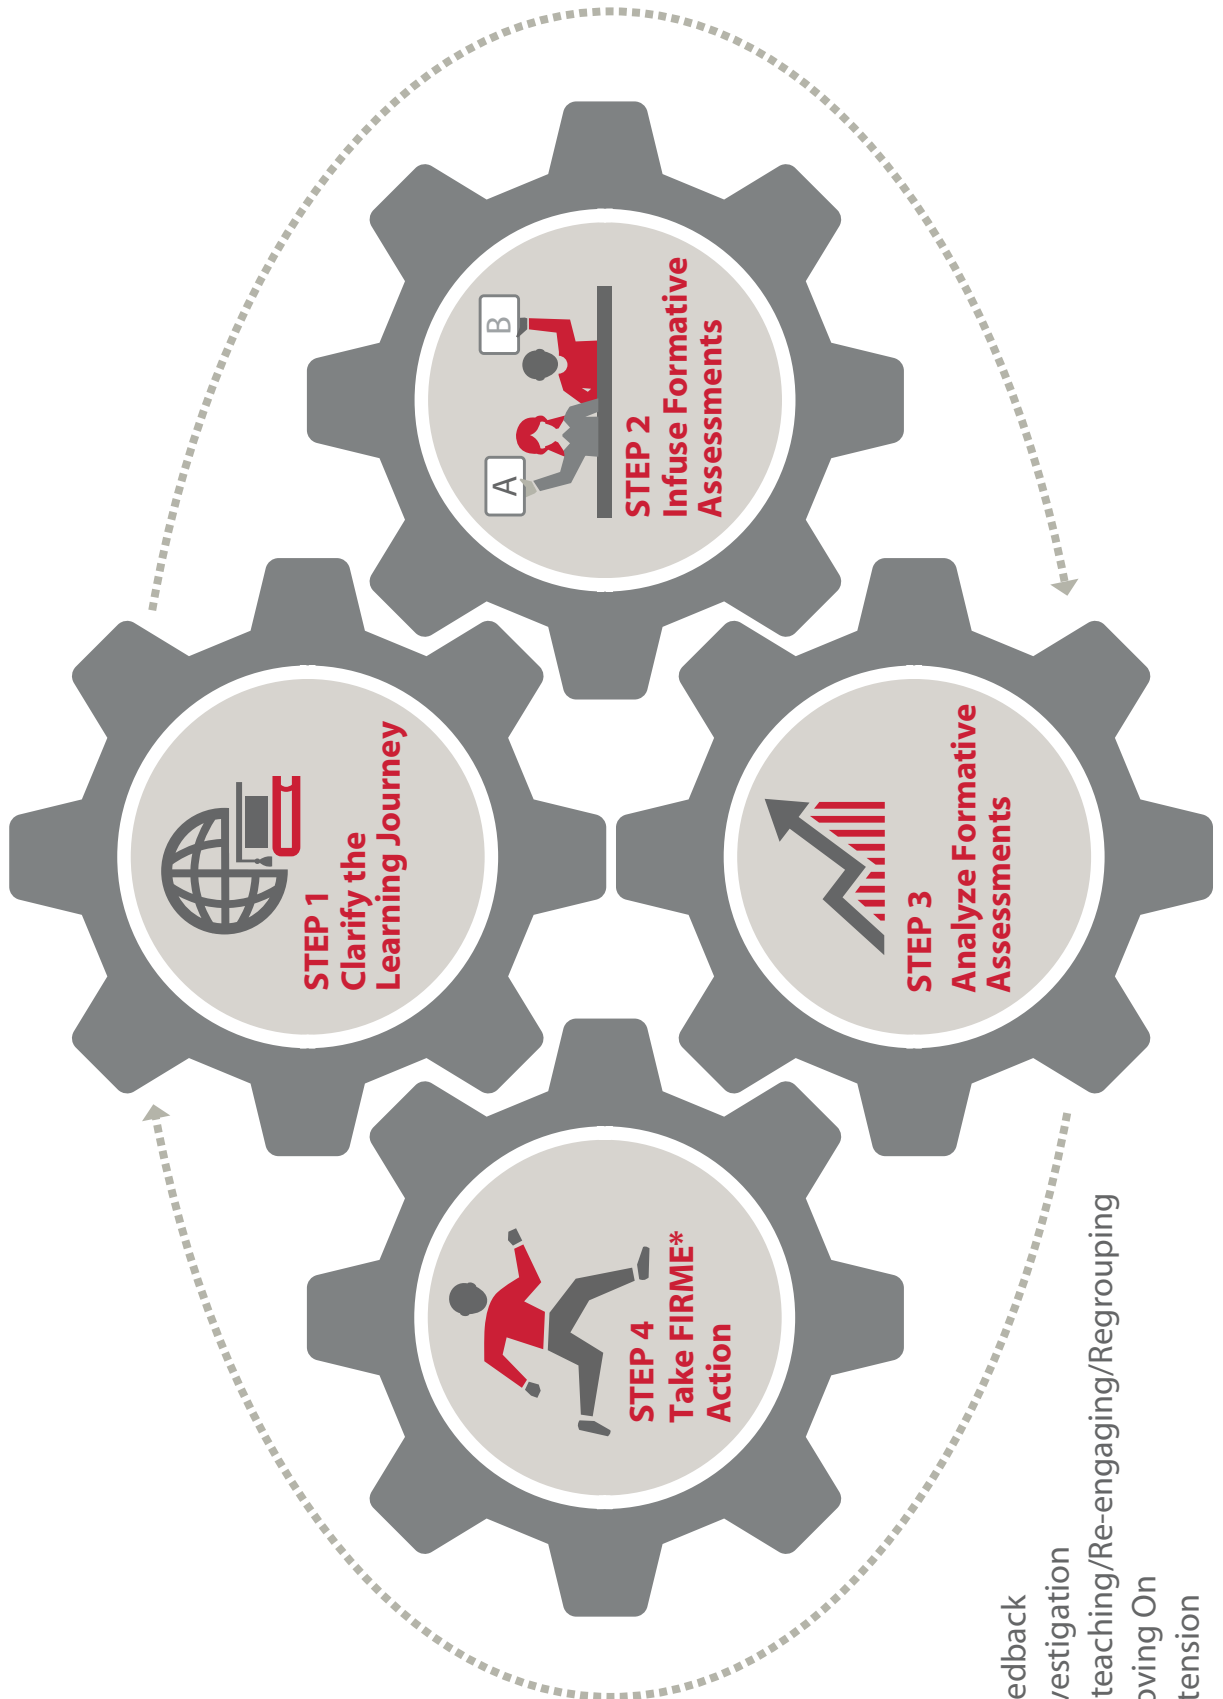 STEP 1
Clarify the
Learning Journey
A
B
STEP 2
Infuse Formative
Assessments
STEP 3
Analyze Formative
Assessments
STEP 4
Take FIRME*
Action
edback
vestigation
teaching/Re-engaging/Regrouping
oving On
tension